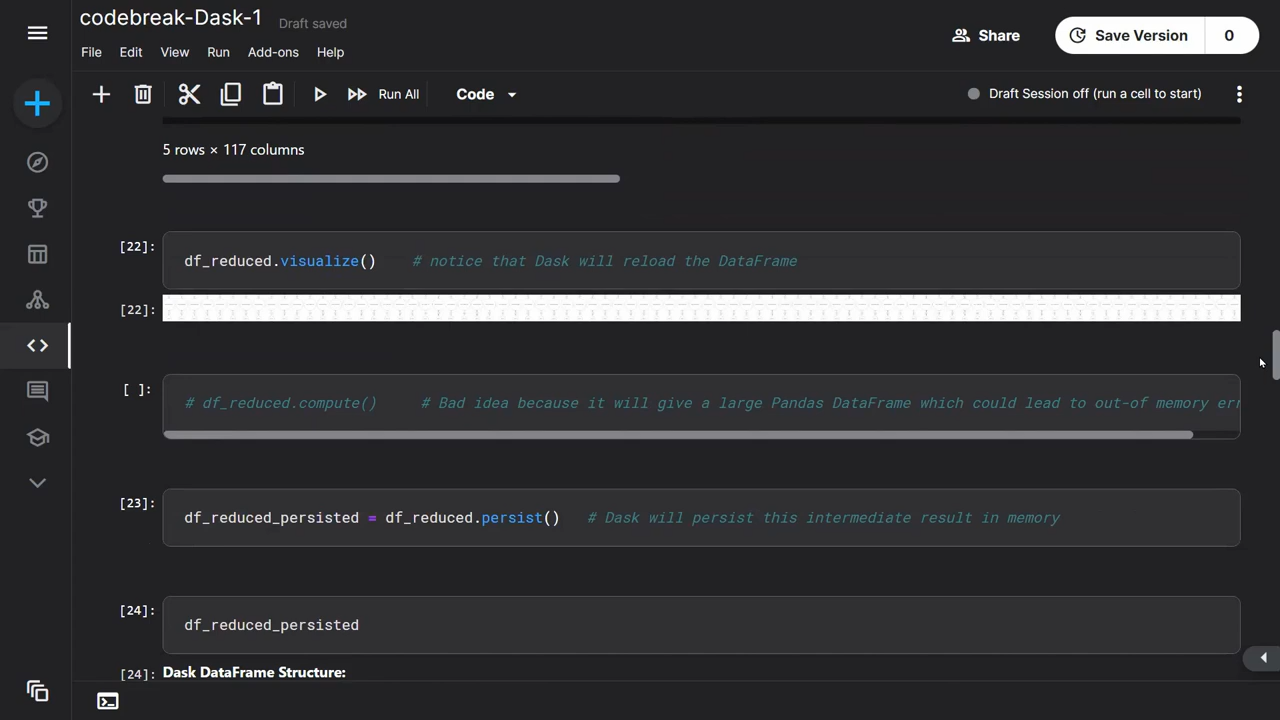 codebreak-Dask-1 Draft saved
Share
Save Version 0
File Edit View Run Add-ons Help
Run All
Code
Draft Session off (run a cell to start)
5 rows × 117 columns
[22]:
df_reduced.visualize() # notice that Dask will reload the DataFrame
[22]:
[ ]:
# df_reduced.compute() # Bad idea because it will give a large Pandas DataFrame which could lead to out-of memory err
[23]:
df_reduced_persisted = df_reduced.persist() # Dask will persist this intermediate result in memory
[24]:
df_reduced_persisted
[24]:
Dask DataFrame Structure: